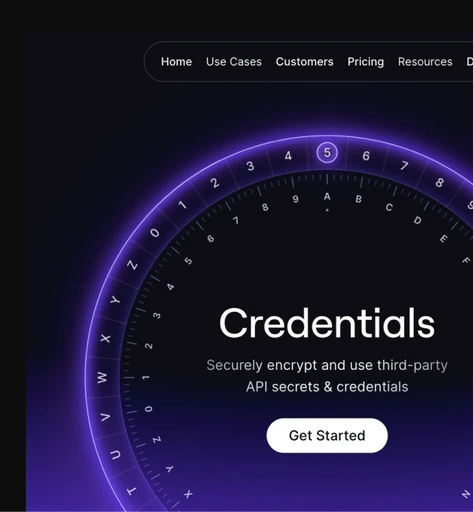 Home Use Cases Customers Pricing Resources D
T U V W X Y Z 0 1 2 3 4 5 6 7 8 9
X Y Z 0 1 2 3 4 5 6 7 8 9 A B C D E F
Credentials
Securely encrypt and use third-party
API secrets & credentials
Get Started
N